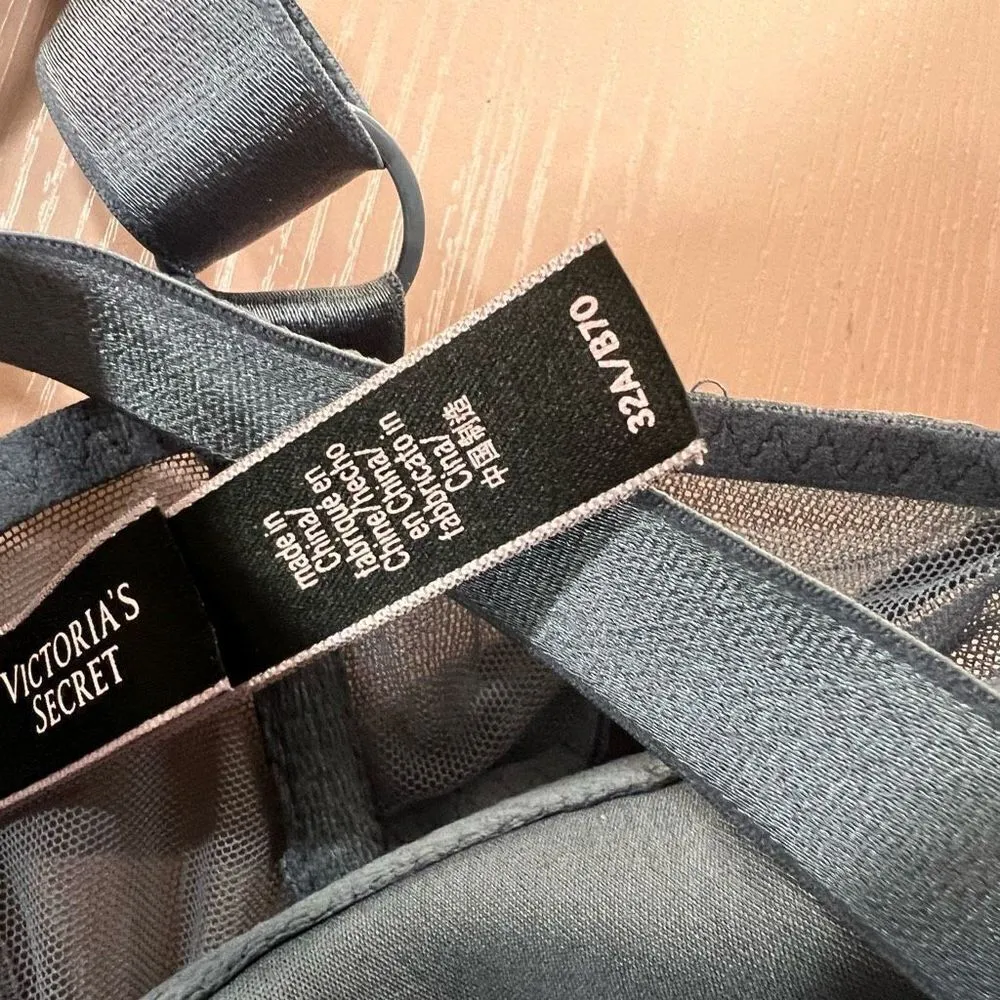 VICTORIA'S
SECRET
made in
China/
fabriqué en
Chine/hecho
en China/
fabbricato in
Cina/
中国制造
32A/B70